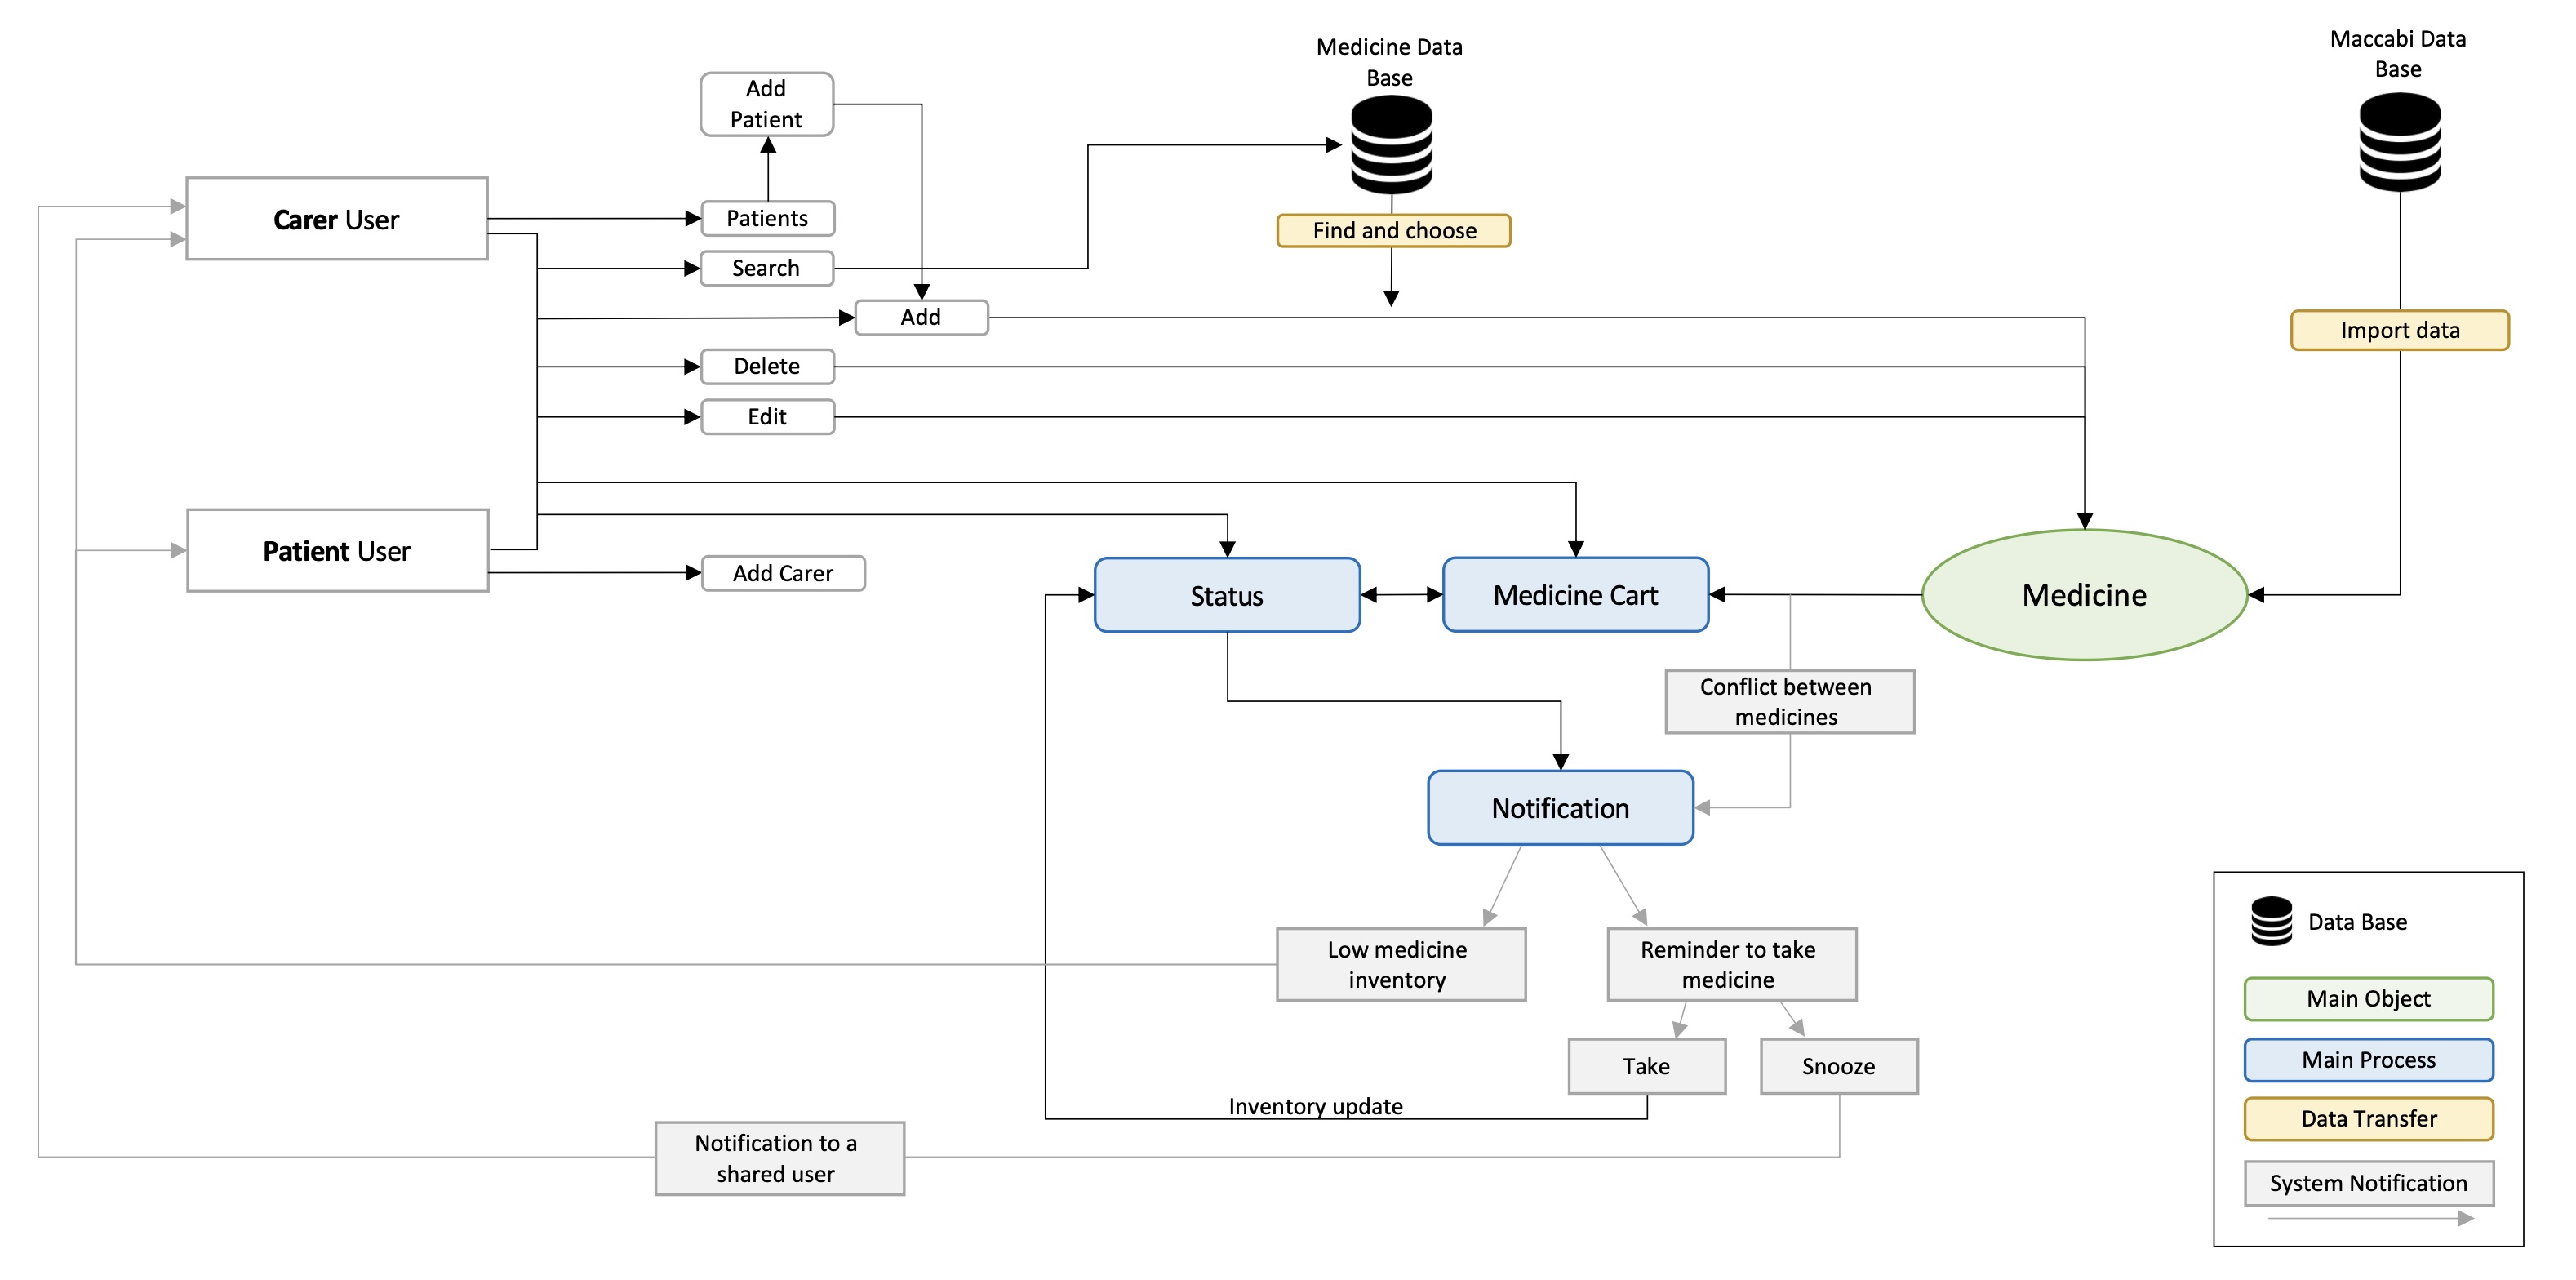 Medicine Data
Base
Maccabi Data
Base
Add
Patient
Carer User
Patients
Find and choose
Search
Add
Import data
Delete
Edit
Patient User
Add Carer
Status
Medicine Cart
Medicine
Conflict between
medicines
Notification
Low medicine
inventory
Reminder to take
medicine
Take
Snooze
Inventory update
Notification to a
shared user
Data Base
Main Object
Main Process
Data Transfer
System Notification